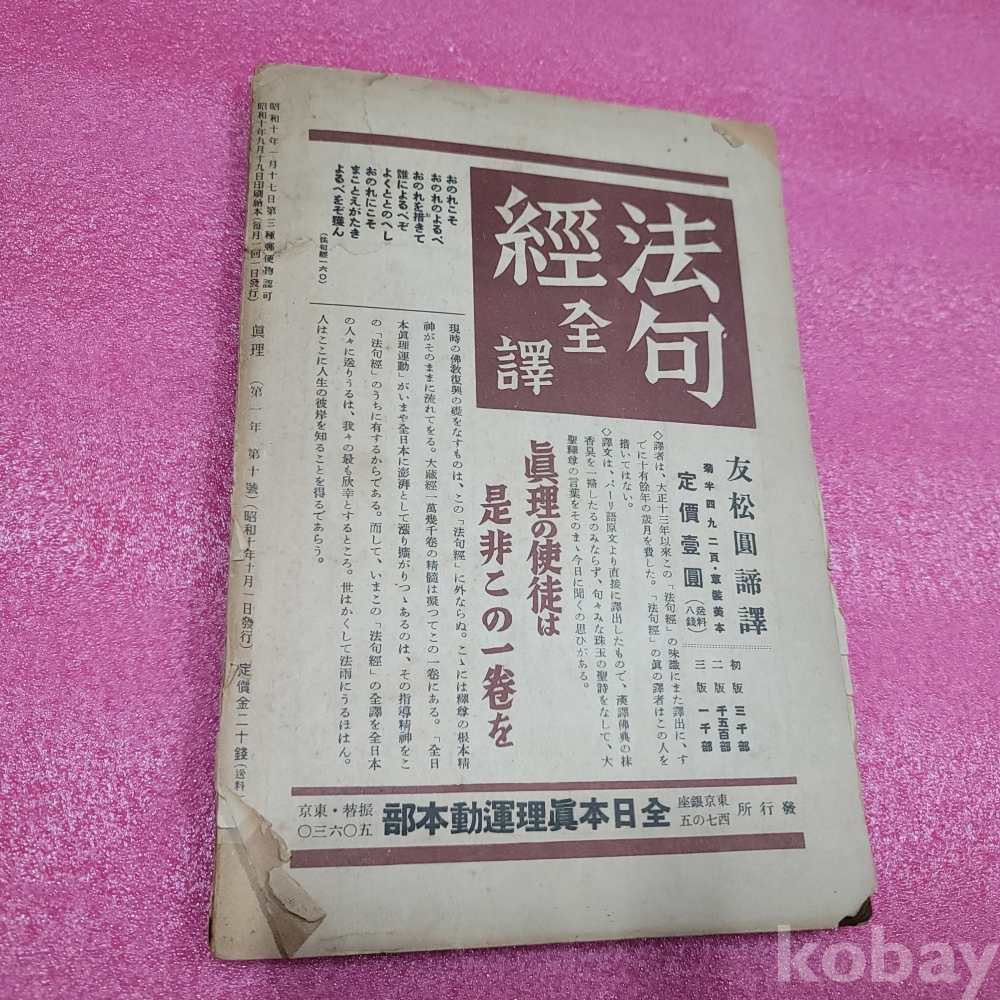 法句
經全譯
友松圓諦譯
菊半四九二頁・革裝美本
定價壹圓(送料八錢)
初版 三千部
二版 千五百部
三版 一千部
◇譯者は、大正十三年以來この「法句經」の味識にまた譯出に、す
でに十有餘年の歲月を費した。「法句經」の眞の譯者はこの人を
措いてはない。
◇譯文は、パーリ語原文より直接に譯出したもので、漢譯佛典の抹
香臭を一掃したるのみならず、句々みな珠玉の聖詩をなして、大
聖釋尊の言葉をそのまゝ今日に聞くの思ひがある。
眞理の使徒は
是非この一卷を
おのれこそ
おのれのよるべ
おのれを措きて
誰によるべぞ
よくととのへし
おのれにこそ
まことえがたき
よるべをぞ獲ん
(法句經一六〇)
現時の佛教復興の礎をなすものは、この「法句經」に外ならぬ。こゝには釋尊の根本精
神がそのままに流れてをる。大藏經一萬幾千卷の精髓は凝つてこの一卷にある。「全日
本眞理運動」がいまや全日本に澎湃として漲り擴がりつゝあるのは、その指導精神をこ
の「法句經」のうちに有するからである。而して、いまこの「法句經」の全譯を全日本
の人々に送りうるは、我々の最も欣幸とするところ。世はかくして法雨にうるほはん。
人はここに人生の彼岸を知ることを得るであらう。
發行所
東京銀座
西七の五
全日本眞理運動本部
振替・東京
五〇六三〇
昭和十年一月十七日第三種郵便物認可
昭和十年九月十九日印刷納本(每月一回一日發行)
眞理
(第一年 第十號)(昭和十年十月一日發行)
定價金二十錢(送料
kobay